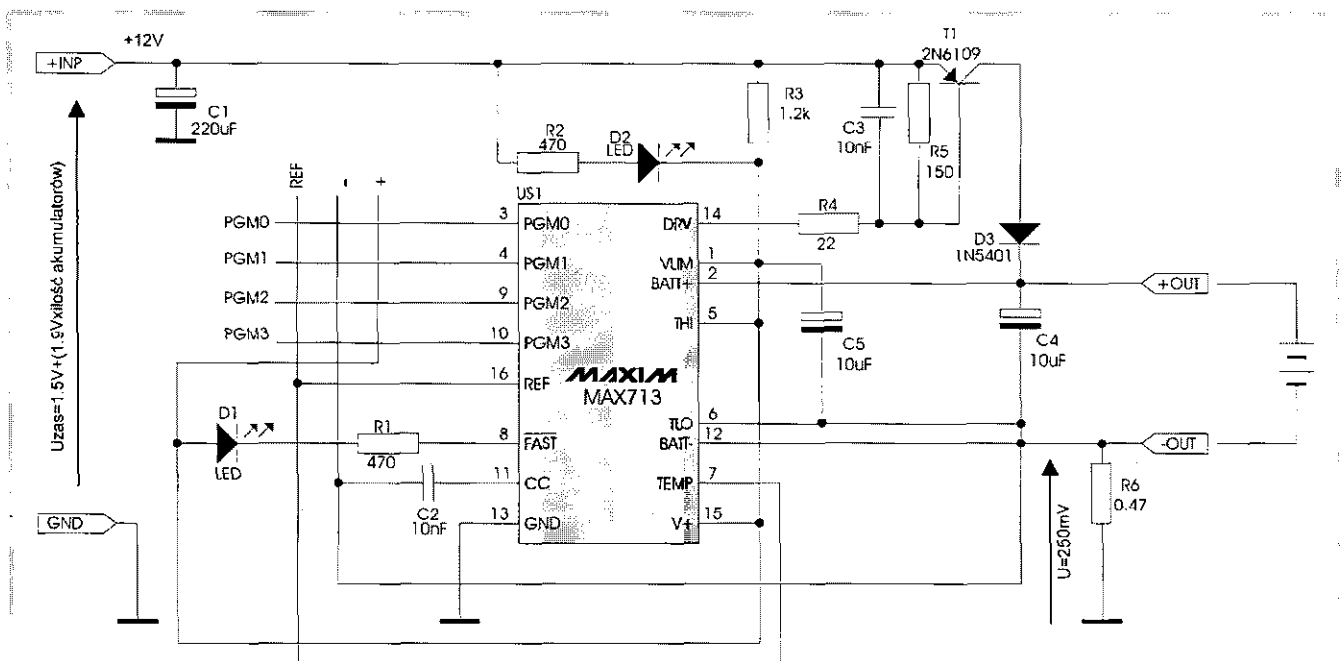 +INP
+12V
C1
220uF
Uzas=1.5V+(1.9Vxilość akumulatorów)
GND
REF
-
+
R2
470
D2
LED
R3
1.2k
C3
10nF
R5
150
T1
2N6109
US1
PGM0
3
PGM0
PGM1
4
PGM1
PGM2
9
PGM2
PGM3
10
PGM3
16
REF
D1
LED
R1
470
8
FAST
11
CC
C2
10nF
13
GND
MAXIM
MAX713
DRV
14
R4
22
VLIM
1
BATT+
2
THI
5
TLO
6
BATT-
12
TEMP
7
V+
15
C5
10uF
D3
1N5401
C4
10uF
+OUT
-OUT
R6
0.47
U=250mV